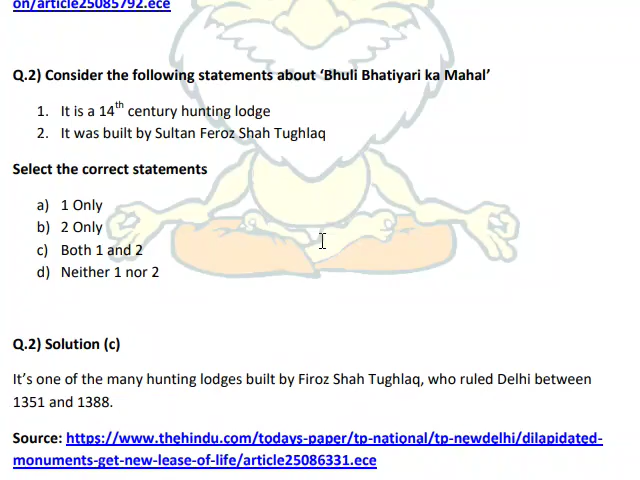 on/article25085792.ece
Q.2) Consider the following statements about ‘Bhuli Bhatiyari ka Mahal’
1. It is a 14th century hunting lodge
2. It was built by Sultan Feroz Shah Tughlaq
Select the correct statements
a) 1 Only
b) 2 Only
c) Both 1 and 2
d) Neither 1 nor 2
Q.2) Solution (c)
It’s one of the many hunting lodges built by Firoz Shah Tughlaq, who ruled Delhi between
1351 and 1388.
Source: https://www.thehindu.com/todays-paper/tp-national/tp-newdelhi/dilapidated-
monuments-get-new-lease-of-life/article25086331.ece